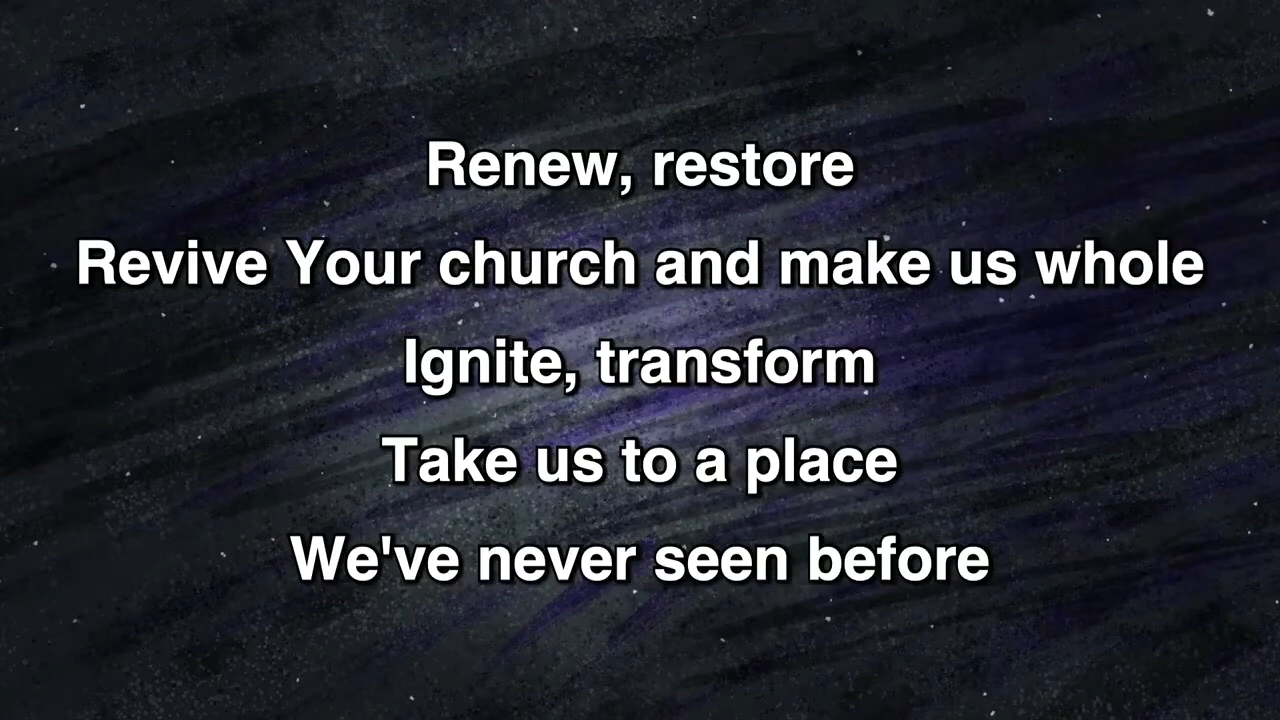 Renew, restore
Revive Your church and make us whole
Ignite, transform
Take us to a place
We've never seen before